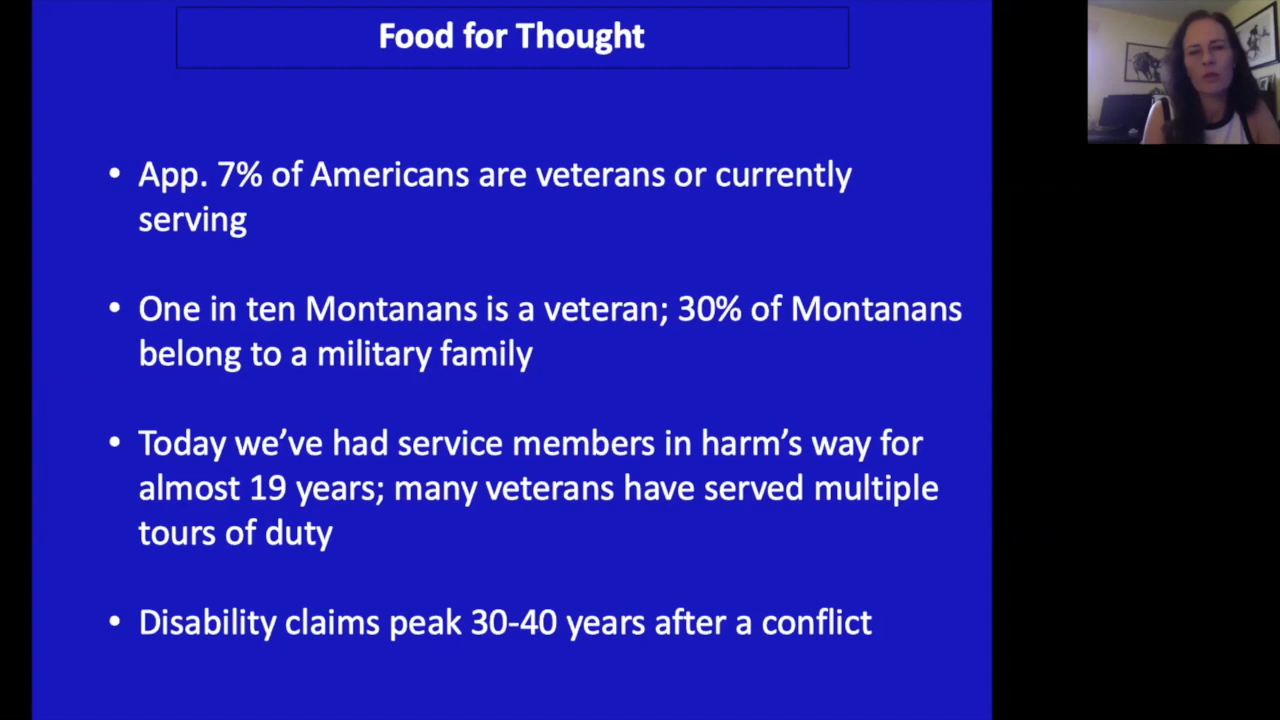 Food for Thought
• App. 7% of Americans are veterans or currently
serving
• One in ten Montanans is a veteran; 30% of Montanans
belong to a military family
• Today we’ve had service members in harm’s way for
almost 19 years; many veterans have served multiple
tours of duty
• Disability claims peak 30-40 years after a conflict